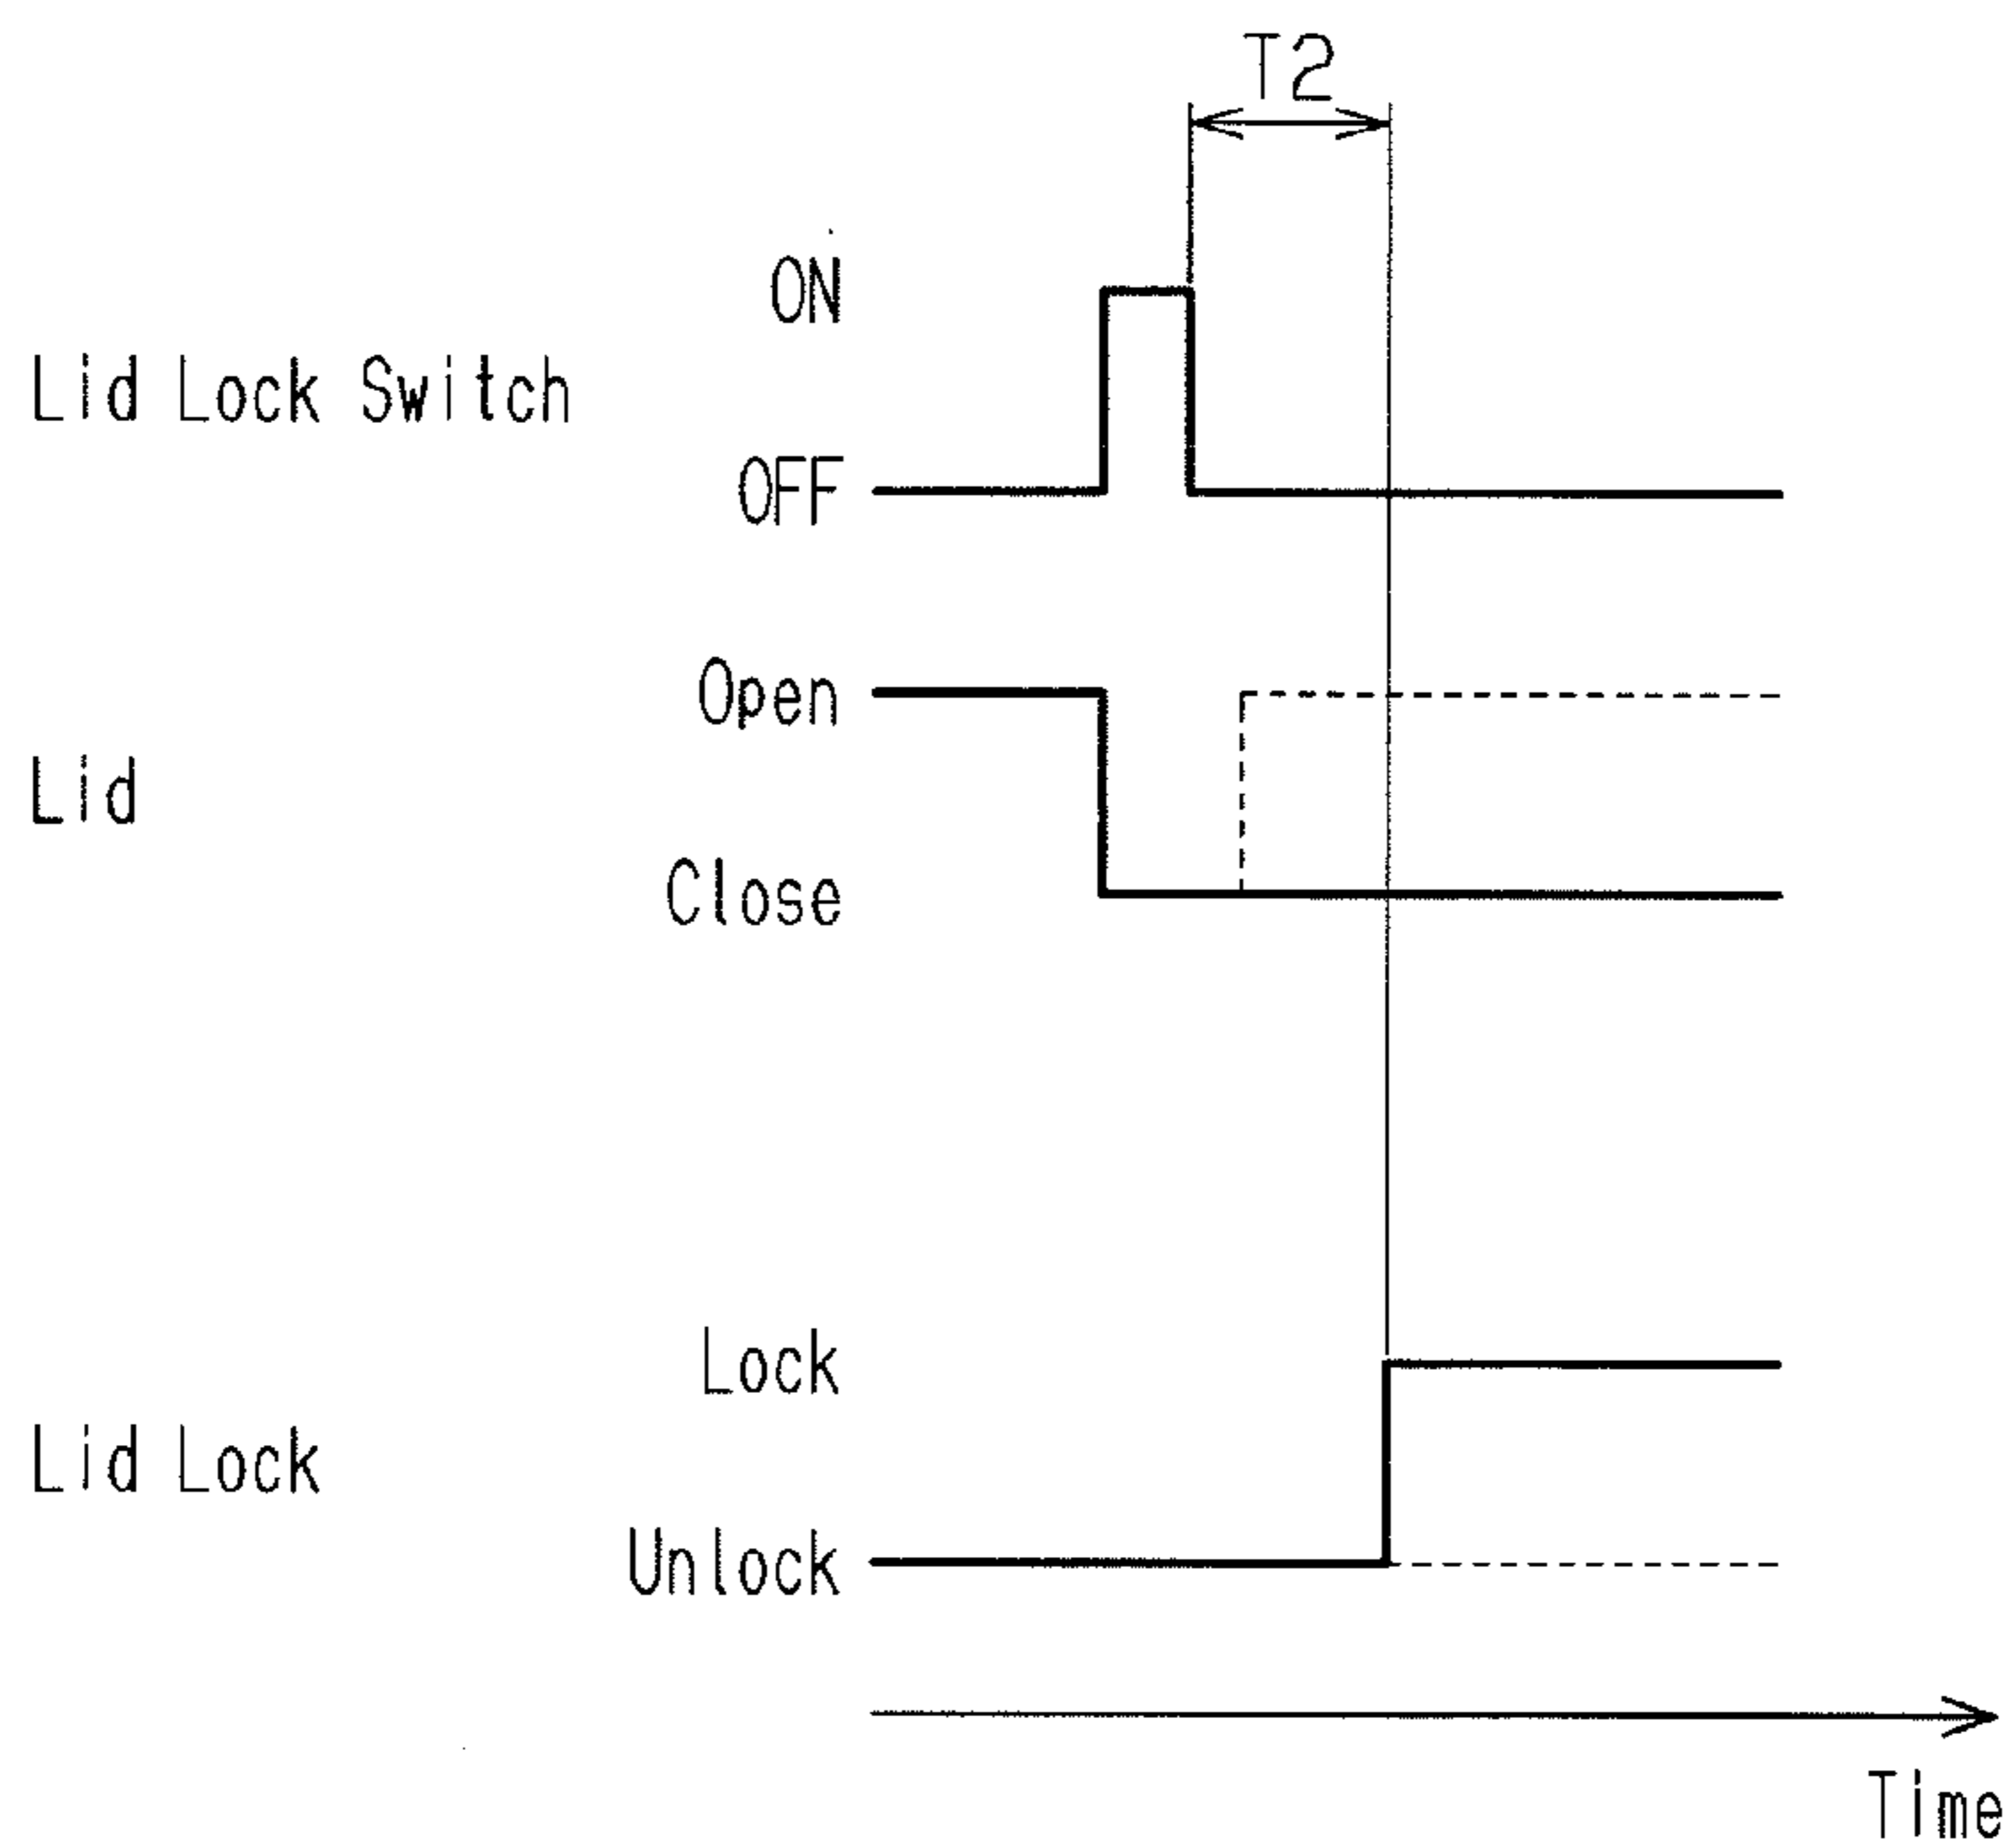 T2
ON
Lid Lock Switch
OFF
Open
Lid
Close
Lock
Lid Lock
Unlock
Time